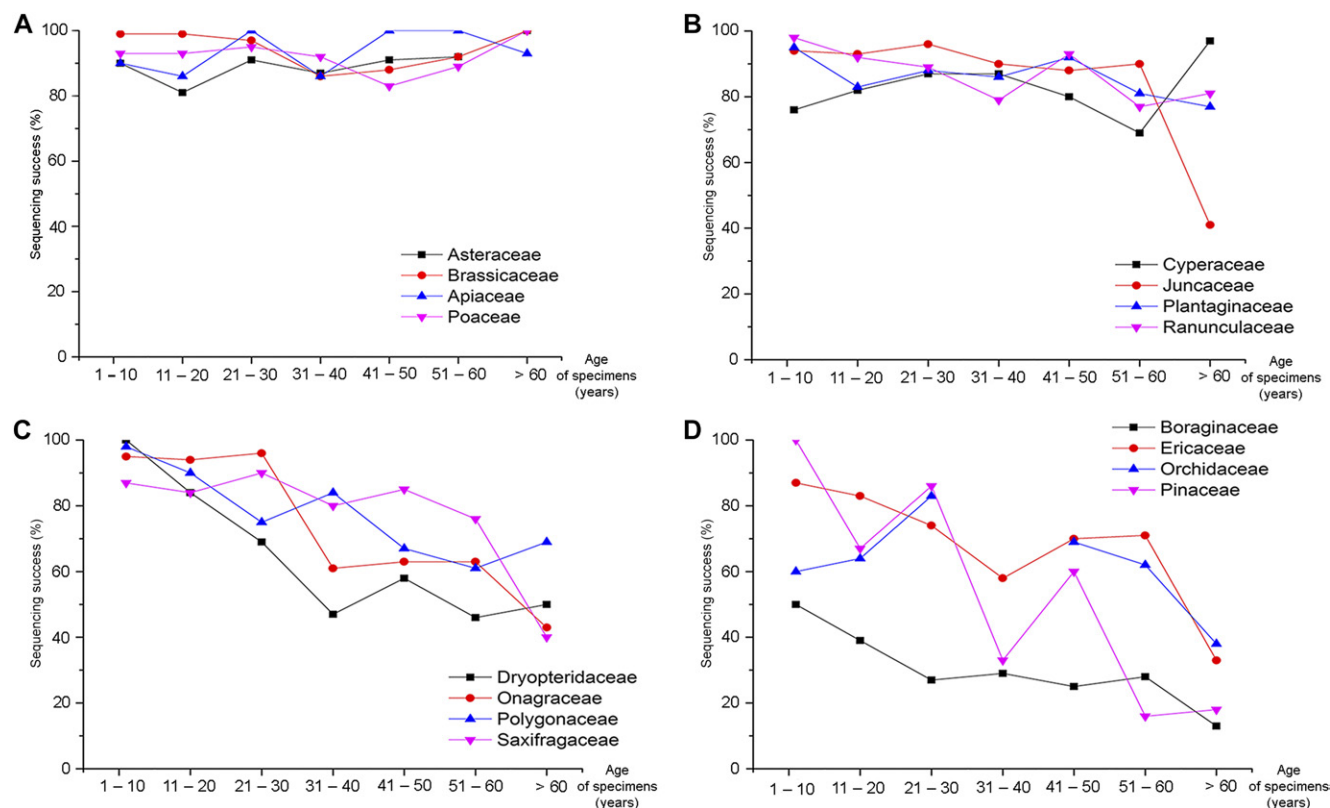 A
Sequencing success (%)
100
80
60
40
20
0
Asteraceae
Brassicaceae
Apiaceae
Poaceae
1 – 10 11 – 20 21 – 30 31 – 40 41 – 50 51 – 60 > 60
Age
of specimens
(years)
B
Sequencing success (%)
100
80
60
40
20
0
Cyperaceae
Juncaceae
Plantaginaceae
Ranunculaceae
1 – 10 11 – 20 21 – 30 31 – 40 41 – 50 51 – 60 > 60
Age
of specimens
(years)
C
Sequencing success (%)
100
80
60
40
20
0
Dryopteridaceae
Onagraceae
Polygonaceae
Saxifragaceae
1 – 10 11 – 20 21 – 30 31 – 40 41 – 50 51 – 60 > 60
Age
of specimens
(years)
D
Sequencing success (%)
100
80
60
40
20
0
Boraginaceae
Ericaceae
Orchidaceae
Pinaceae
1 – 10 11 – 20 21 – 30 31 – 40 41 – 50 51 – 60 > 60
Age
of specimens
(years)